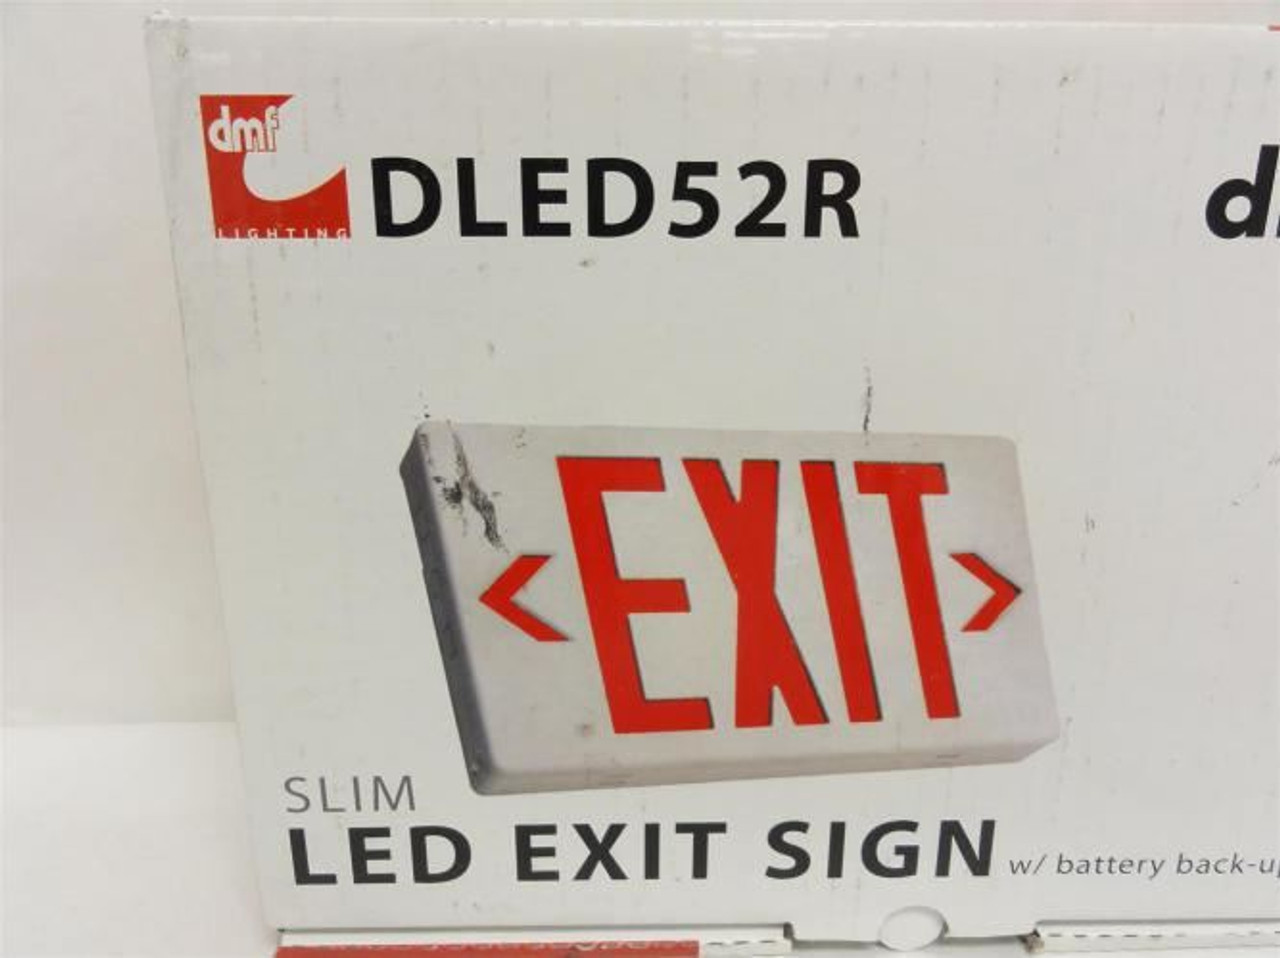 dmf
LIGHTING
DLED52R
< EXIT >
SLIM
LED EXIT SIGN w/ battery back-up